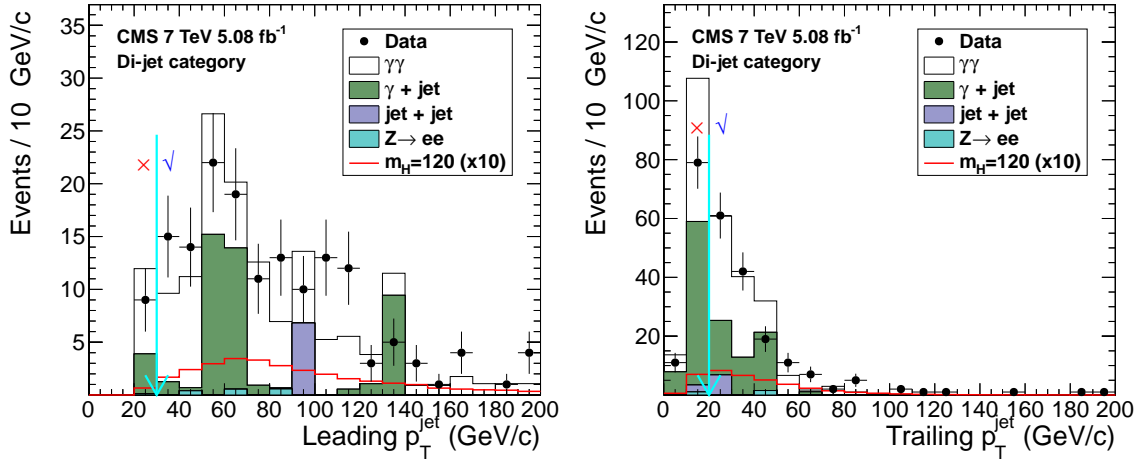 CMS 7 TeV 5.08 fb⁻¹
Di-jet category
Data
γγ
γ + jet
jet + jet
Z→ ee
m_H=120 (x10)
× √
Events / 10 GeV/c
35
30
25
20
15
10
5
0 20 40 60 80 100 120 140 160 180 200
Leading p_T^jet (GeV/c)
CMS 7 TeV 5.08 fb⁻¹
Di-jet category
Data
γγ
γ + jet
jet + jet
Z→ ee
m_H=120 (x10)
× √
Events / 10 GeV/c
120
100
80
60
40
20
0 20 40 60 80 100 120 140 160 180 200
Trailing p_T^jet (GeV/c)